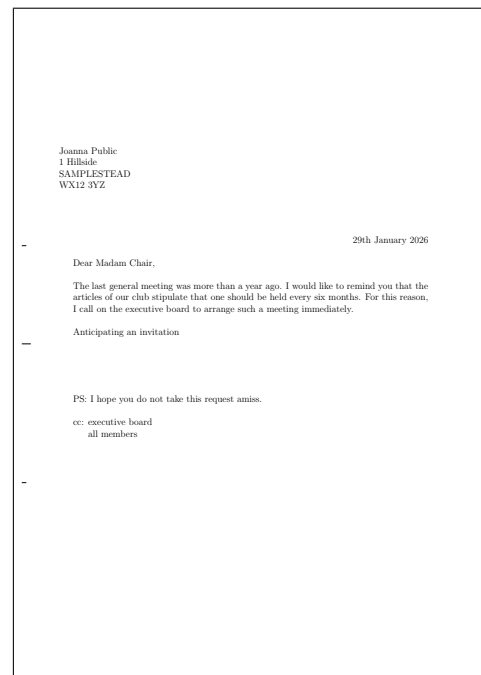 Joanna Public
1 Hillside
SAMPLESTEAD
WX12 3YZ
29th January 2026
Dear Madam Chair,
The last general meeting was more than a year ago. I would like to remind you that the
articles of our club stipulate that one should be held every six months. For this reason,
I call on the executive board to arrange such a meeting immediately.
Anticipating an invitation
PS: I hope you do not take this request amiss.
cc: executive board
all members